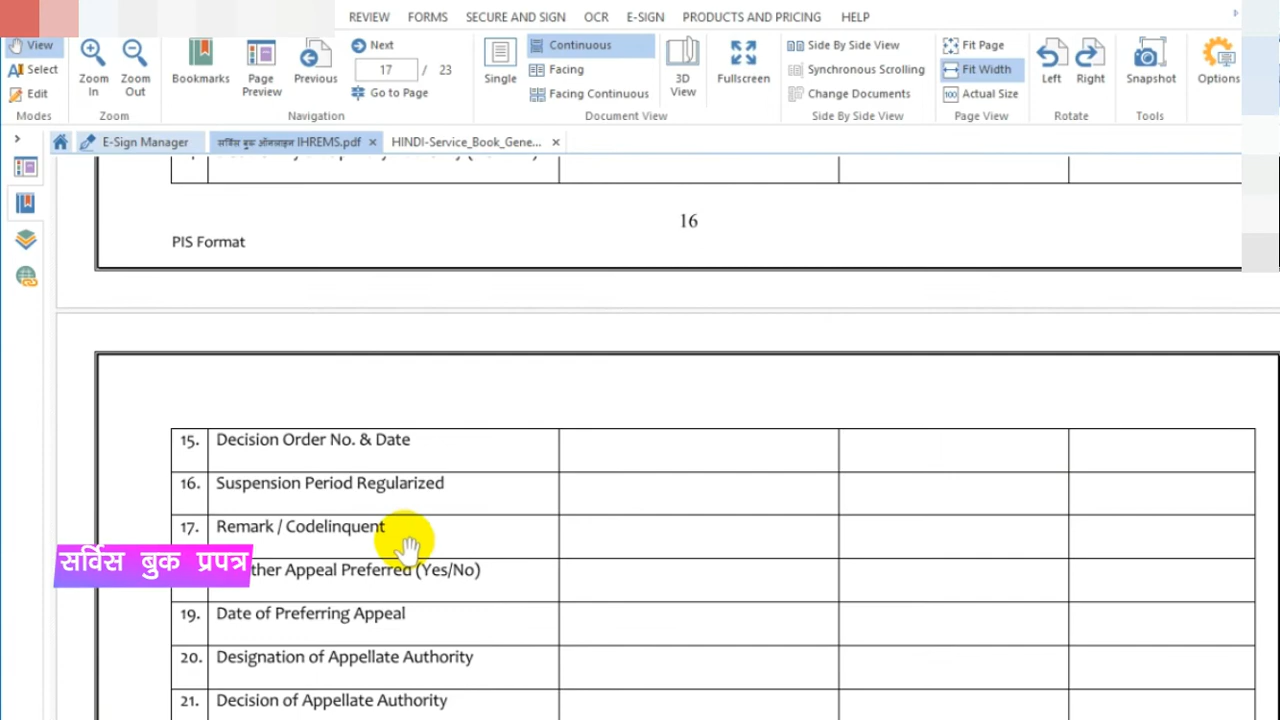 REVIEW FORMS SECURE AND SIGN OCR E-SIGN PRODUCTS AND PRICING HELP
View
Select
Edit
Modes
Zoom In
Zoom Out
Zoom
Bookmarks
Page Preview
Previous
Next
17 / 23
Go to Page
Navigation
Single
Continuous
Facing
Facing Continuous
3D View
Fullscreen
Document View
Side By Side View
Synchronous Scrolling
Change Documents
Side By Side View
Fit Page
Fit Width
100 Actual Size
Page View
Left
Right
Rotate
Snapshot
Tools
Options
E-Sign Manager
सर्विस बुक ऑनलाइन IHREMS.pdf ×
HINDI-Service_Book_Gene... ×
16
PIS Format
15. Decision Order No. & Date
16. Suspension Period Regularized
17. Remark / Codelinquent
सर्विस बुक प्रपत्र
ther Appeal Preferred (Yes/No)
19. Date of Preferring Appeal
20. Designation of Appellate Authority
21. Decision of Appellate Authority